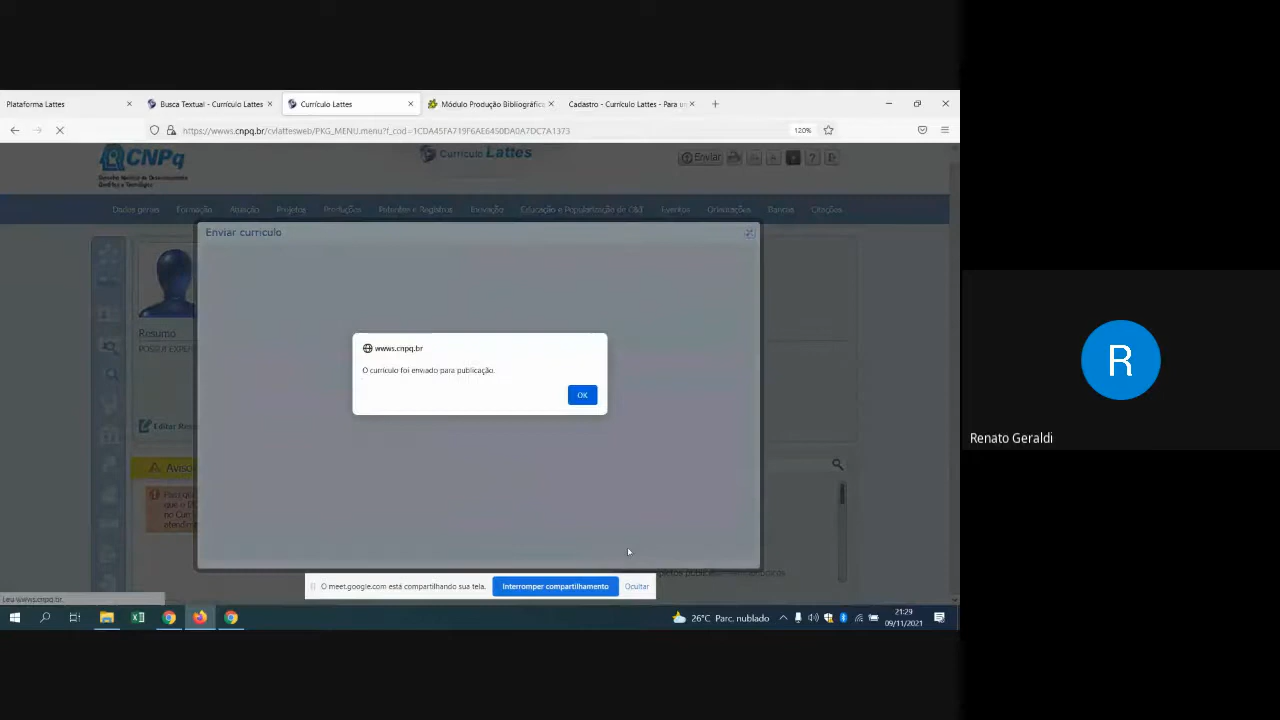 Plataforma Lattes
Busca Textual - Currículo Lattes
Currículo Lattes
Módulo Produção Bibliográfica
Cadastro - Currículo Lattes - Para u
https://wwws.cnpq.br/cvlattesweb/PKG_MENU.menu?f_cod=1CDA45FA719F6AE6450DA0A7DC7A1373
120%
CNPq
Currículo Lattes
Enviar
Dados gerais Formação Atuação Projetos Produções Patentes e Registros Inovação Educação e Popularização de C&T Eventos Orientações Bancas Citações
Enviar currículo
Resumo
wwws.cnpq.br
O currículo foi enviado para publicação.
OK
Editar Resu
Aviso
R
Renato Geraldi
O meet.google.com está compartilhando sua tela.
Interromper compartilhamento
Ocultar
26°C Parc. nublado
21:29
09/11/2021